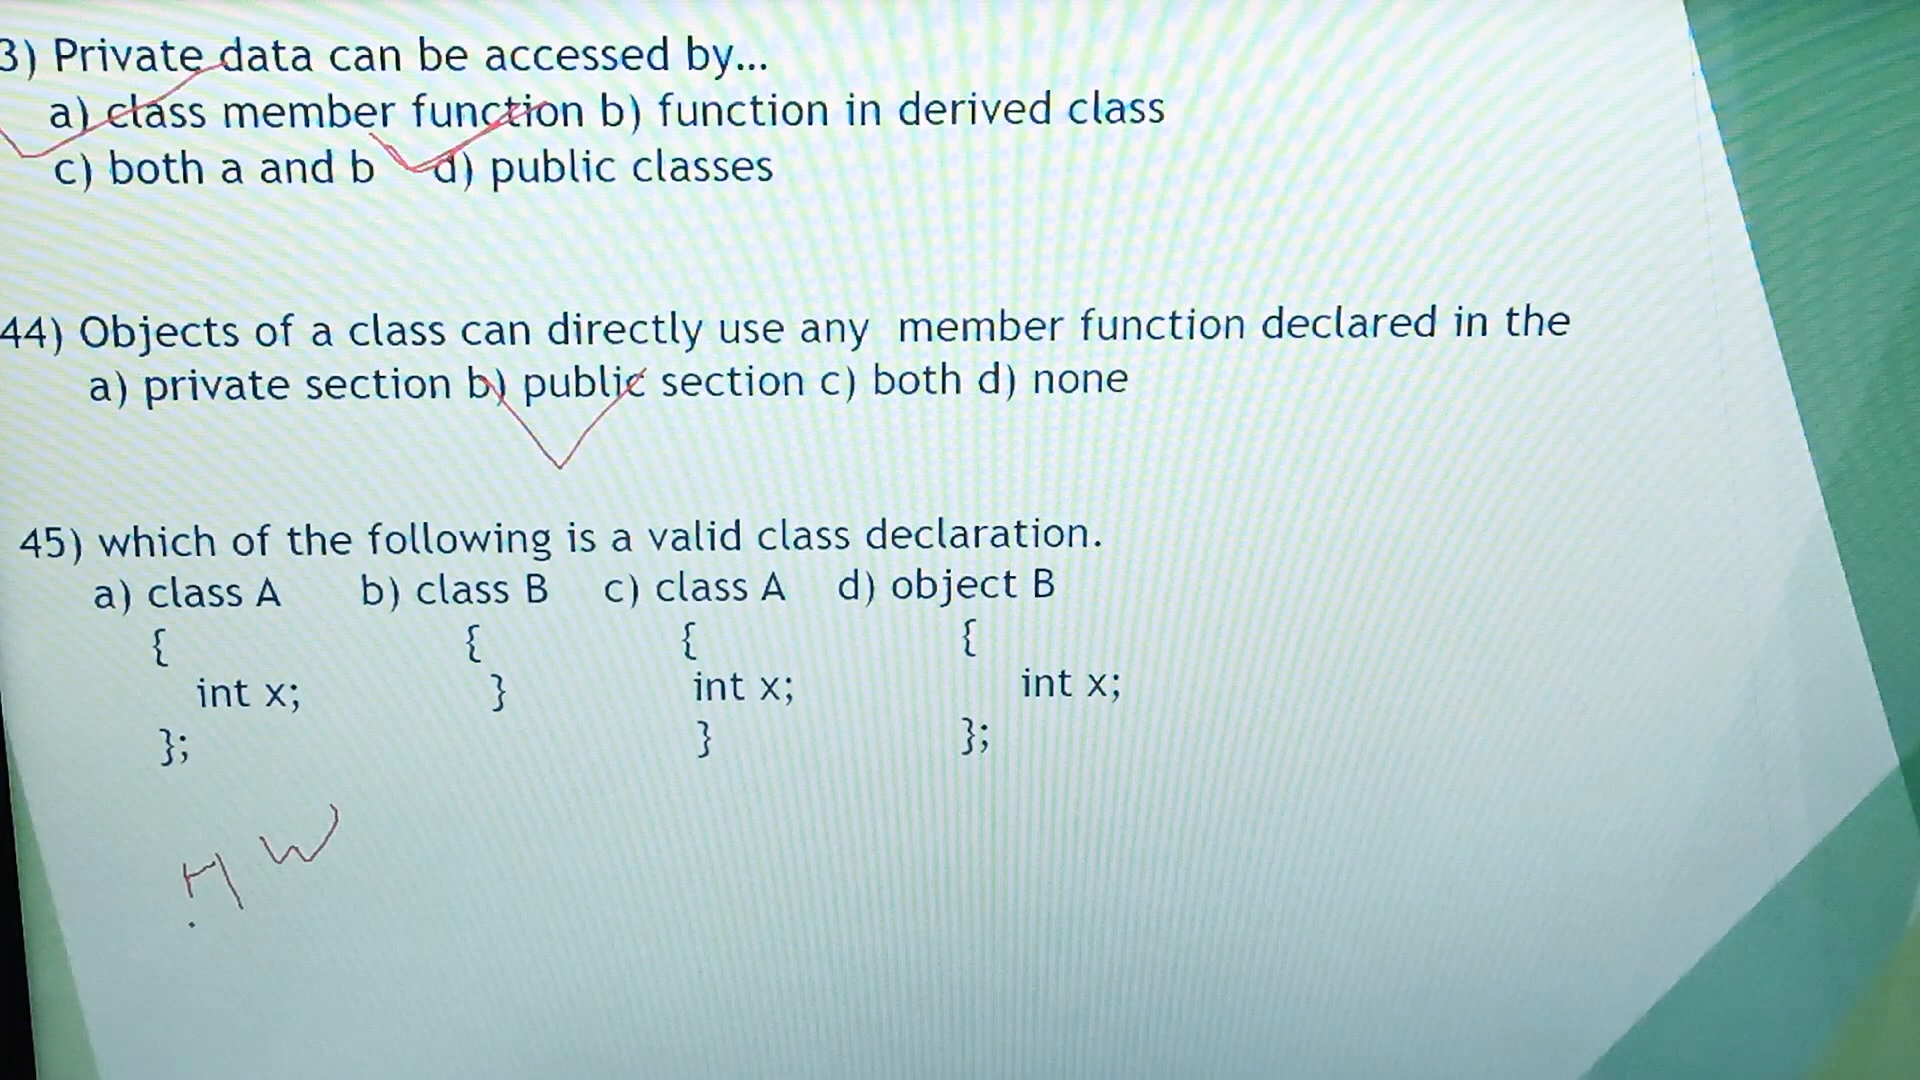 3) Private data can be accessed by...
a) class member function b) function in derived class
c) both a and b d) public classes
44) Objects of a class can directly use any member function declared in the
a) private section b) public section c) both d) none
45) which of the following is a valid class declaration.
a) class A b) class B c) class A d) object B
{ { { {
int x; } int x; int x;
}; } };
HW